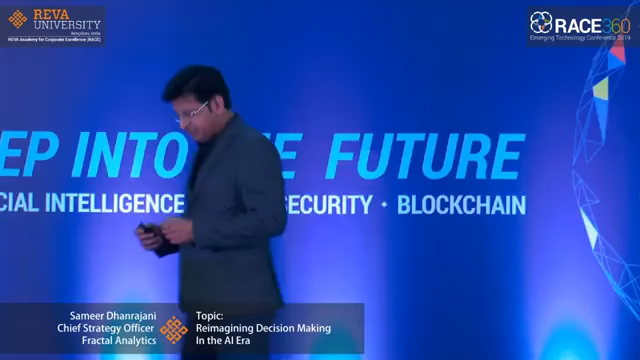 REVA
UNIVERSITY
Bengaluru, India
REVA Academy for Corporate Excellence (RACE)
RACE360
Emerging Technology Conference 2019
EP INTO E FUTURE
CIAL INTELLIGENCE SECURITY • BLOCKCHAIN
Sameer Dhanrajani
Chief Strategy Officer
Fractal Analytics
Topic:
Reimagining Decision Making
In the AI Era